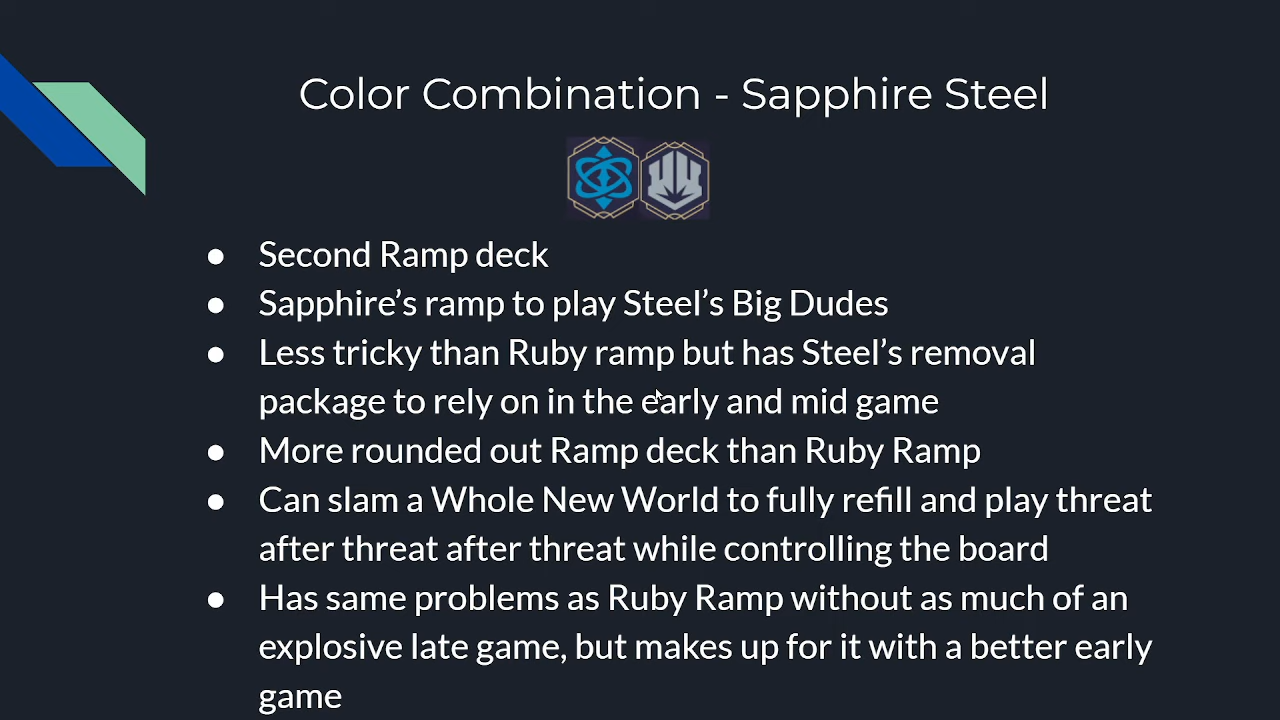 Color Combination - Sapphire Steel
● Second Ramp deck
● Sapphire’s ramp to play Steel’s Big Dudes
● Less tricky than Ruby ramp but has Steel’s removal
package to rely on in the early and mid game
● More rounded out Ramp deck than Ruby Ramp
● Can slam a Whole New World to fully refill and play threat
after threat after threat while controlling the board
● Has same problems as Ruby Ramp without as much of an
explosive late game, but makes up for it with a better early
game